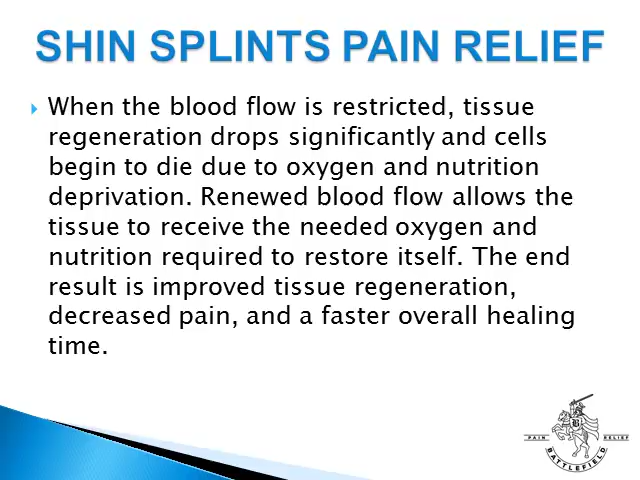 SHIN SPLINTS PAIN RELIEF
When the blood flow is restricted, tissue
regeneration drops significantly and cells
begin to die due to oxygen and nutrition
deprivation. Renewed blood flow allows the
tissue to receive the needed oxygen and
nutrition required to restore itself. The end
result is improved tissue regeneration,
decreased pain, and a faster overall healing
time.
B
PAIN RELIEF
BATTLEFIELD